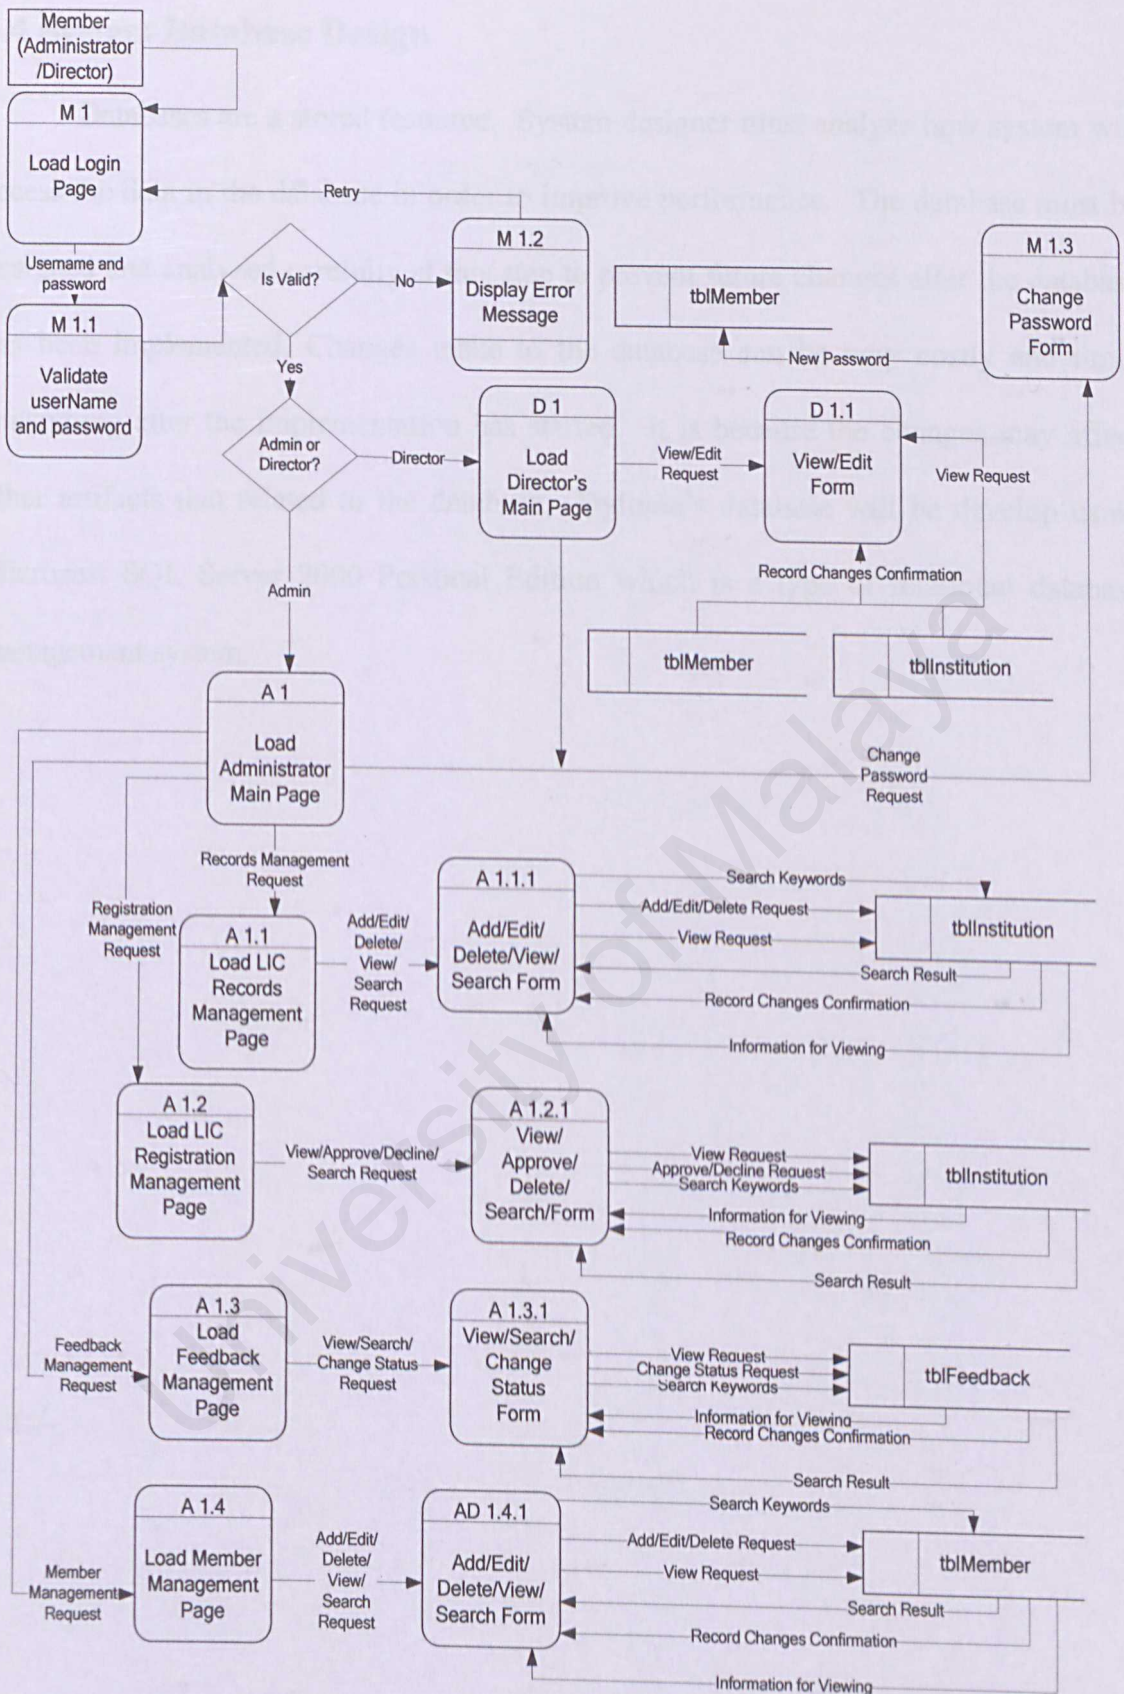 Member
(Administrator
/Director)
M 1
Load Login
Page
Retry
Username and
password
M 1.1
Validate
userName
and password
Is Valid?
No
Yes
M 1.2
Display Error
Message
tblMember
New Password
M 1.3
Change
Password
Form
Admin or
Director?
Director
D 1
Load
Director's
Main Page
View/Edit
Request
D 1.1
View/Edit
Form
View Request
Record Changes Confirmation
tblMember
tblInstitution
Admin
A 1
Load
Administrator
Main Page
Change
Password
Request
Records Management
Request
Registration
Management
Request
A 1.1
Load LIC
Records
Management
Page
Add/Edit/
Delete/
View/
Search
Request
A 1.1.1
Add/Edit/
Delete/View/
Search Form
Search Keywords
Add/Edit/Delete Request
View Request
tblInstitution
Search Result
Record Changes Confirmation
Information for Viewing
A 1.2
Load LIC
Registration
Management
Page
View/Approve/Decline/
Search Request
A 1.2.1
View/
Approve/
Delete/
Search/Form
View Request
Approve/Decline Request
Search Keywords
tblInstitution
Information for Viewing
Record Changes Confirmation
Search Result
Feedback
Management
Request
A 1.3
Load
Feedback
Management
Page
View/Search/
Change Status
Request
A 1.3.1
View/Search/
Change
Status
Form
View Request
Change Status Request
Search Keywords
tblFeedback
Information for Viewing
Record Changes Confirmation
Search Result
Member
Management
Request
A 1.4
Load Member
Management
Page
Add/Edit/
Delete/
View/
Search
Request
AD 1.4.1
Add/Edit/
Delete/View/
Search Form
Search Keywords
Add/Edit/Delete Request
View Request
tblMember
Search Result
Record Changes Confirmation
Information for Viewing
University of Malaya